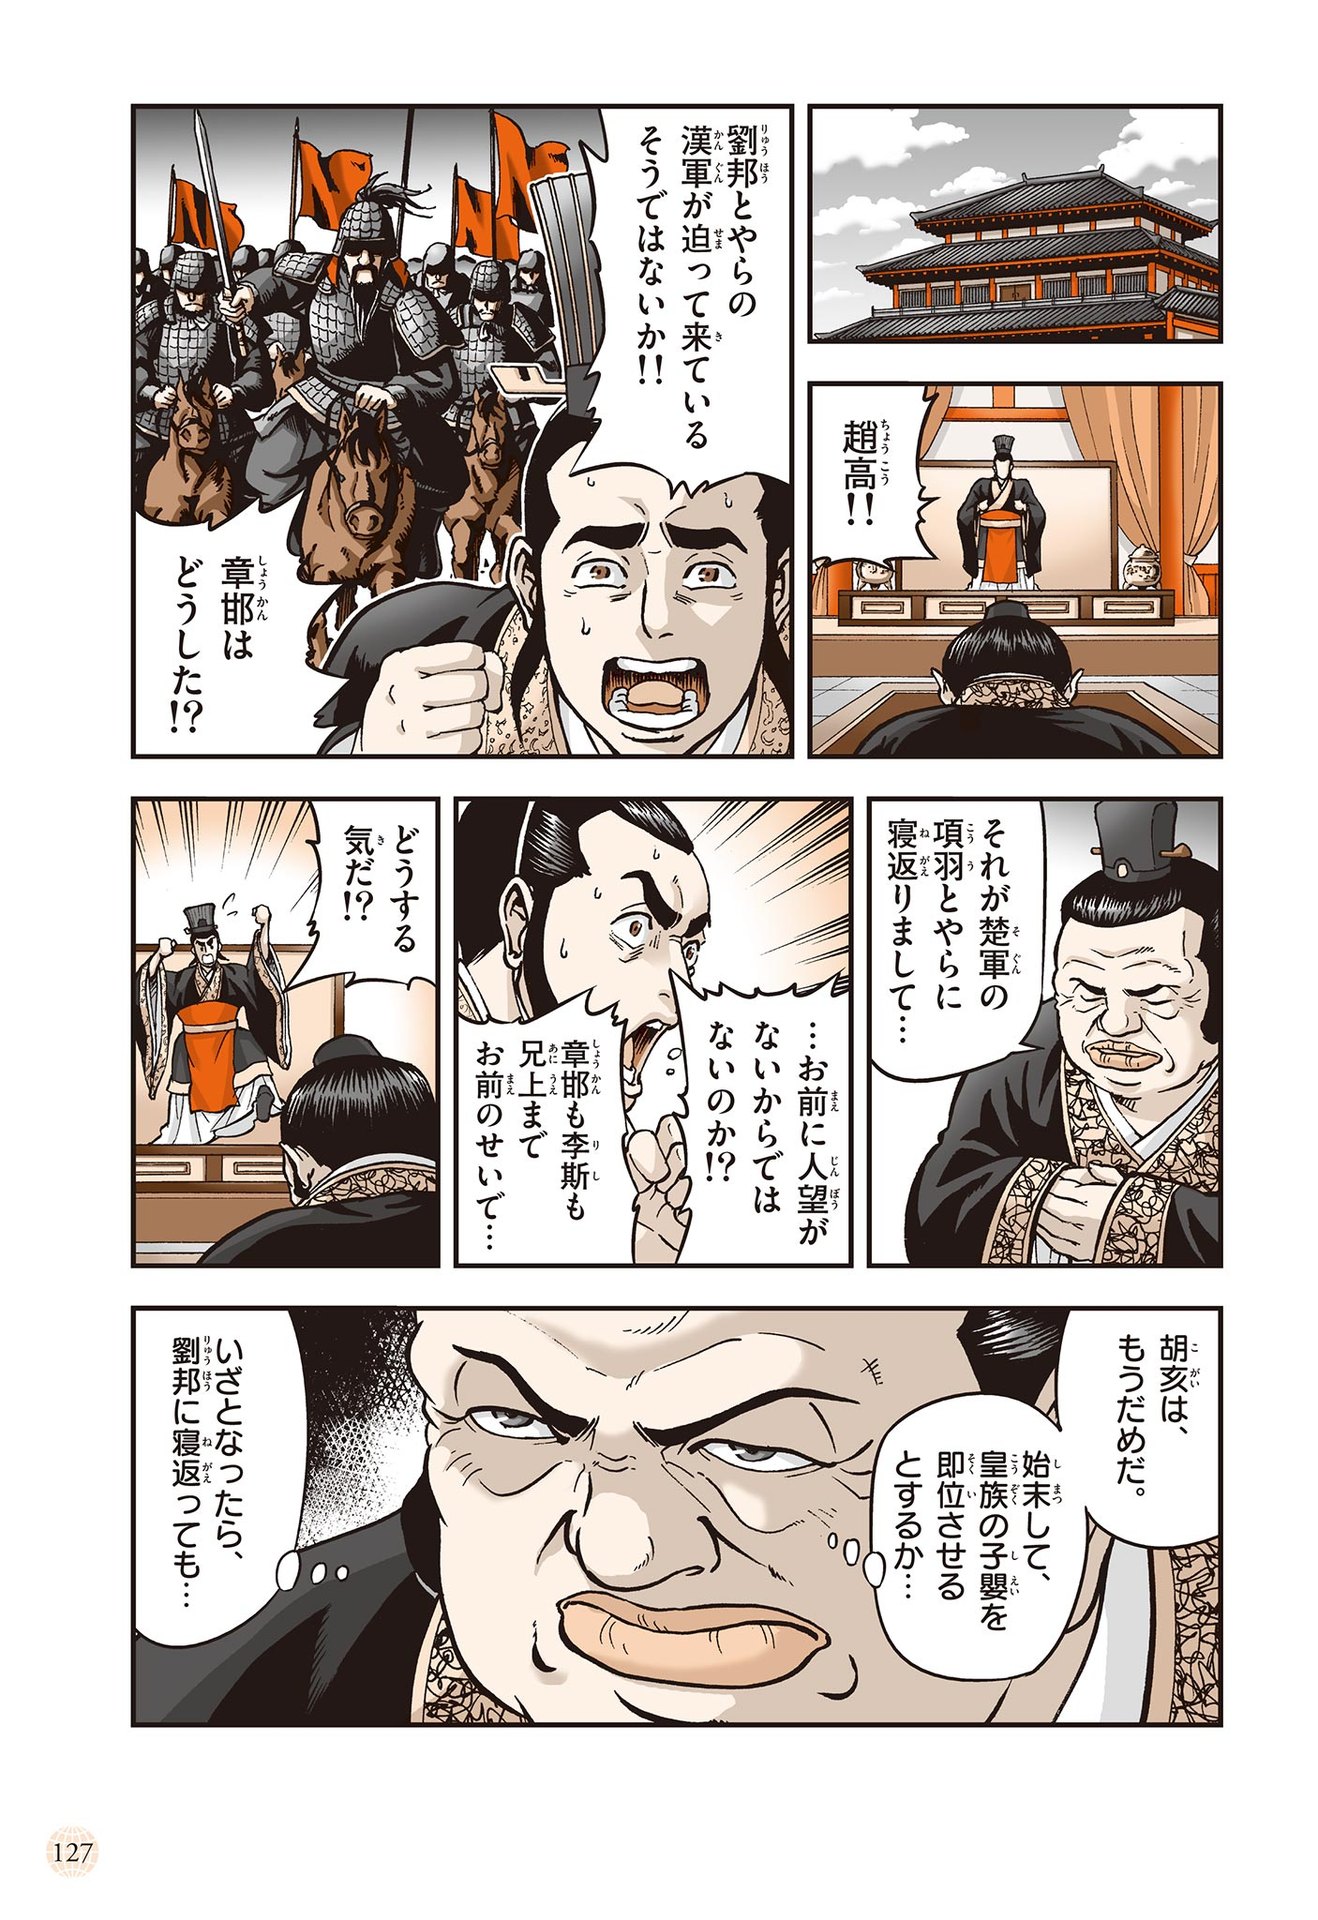 趙高!!
劉邦とやらの
漢軍が迫って来ている
そうではないか!!
章邯は
どうした!?
それが楚軍の
項羽とやらに
寝返りまして…
…お前に人望が
ないからでは
ないのか!?
章邯も李斯も
兄上まで
お前のせいで…
どうする
気だ!?
胡亥は、
もうだめだ。
始末して、
皇族の子嬰を
即位させる
とするか…
いざとなったら、
劉邦に寝返っても…
127